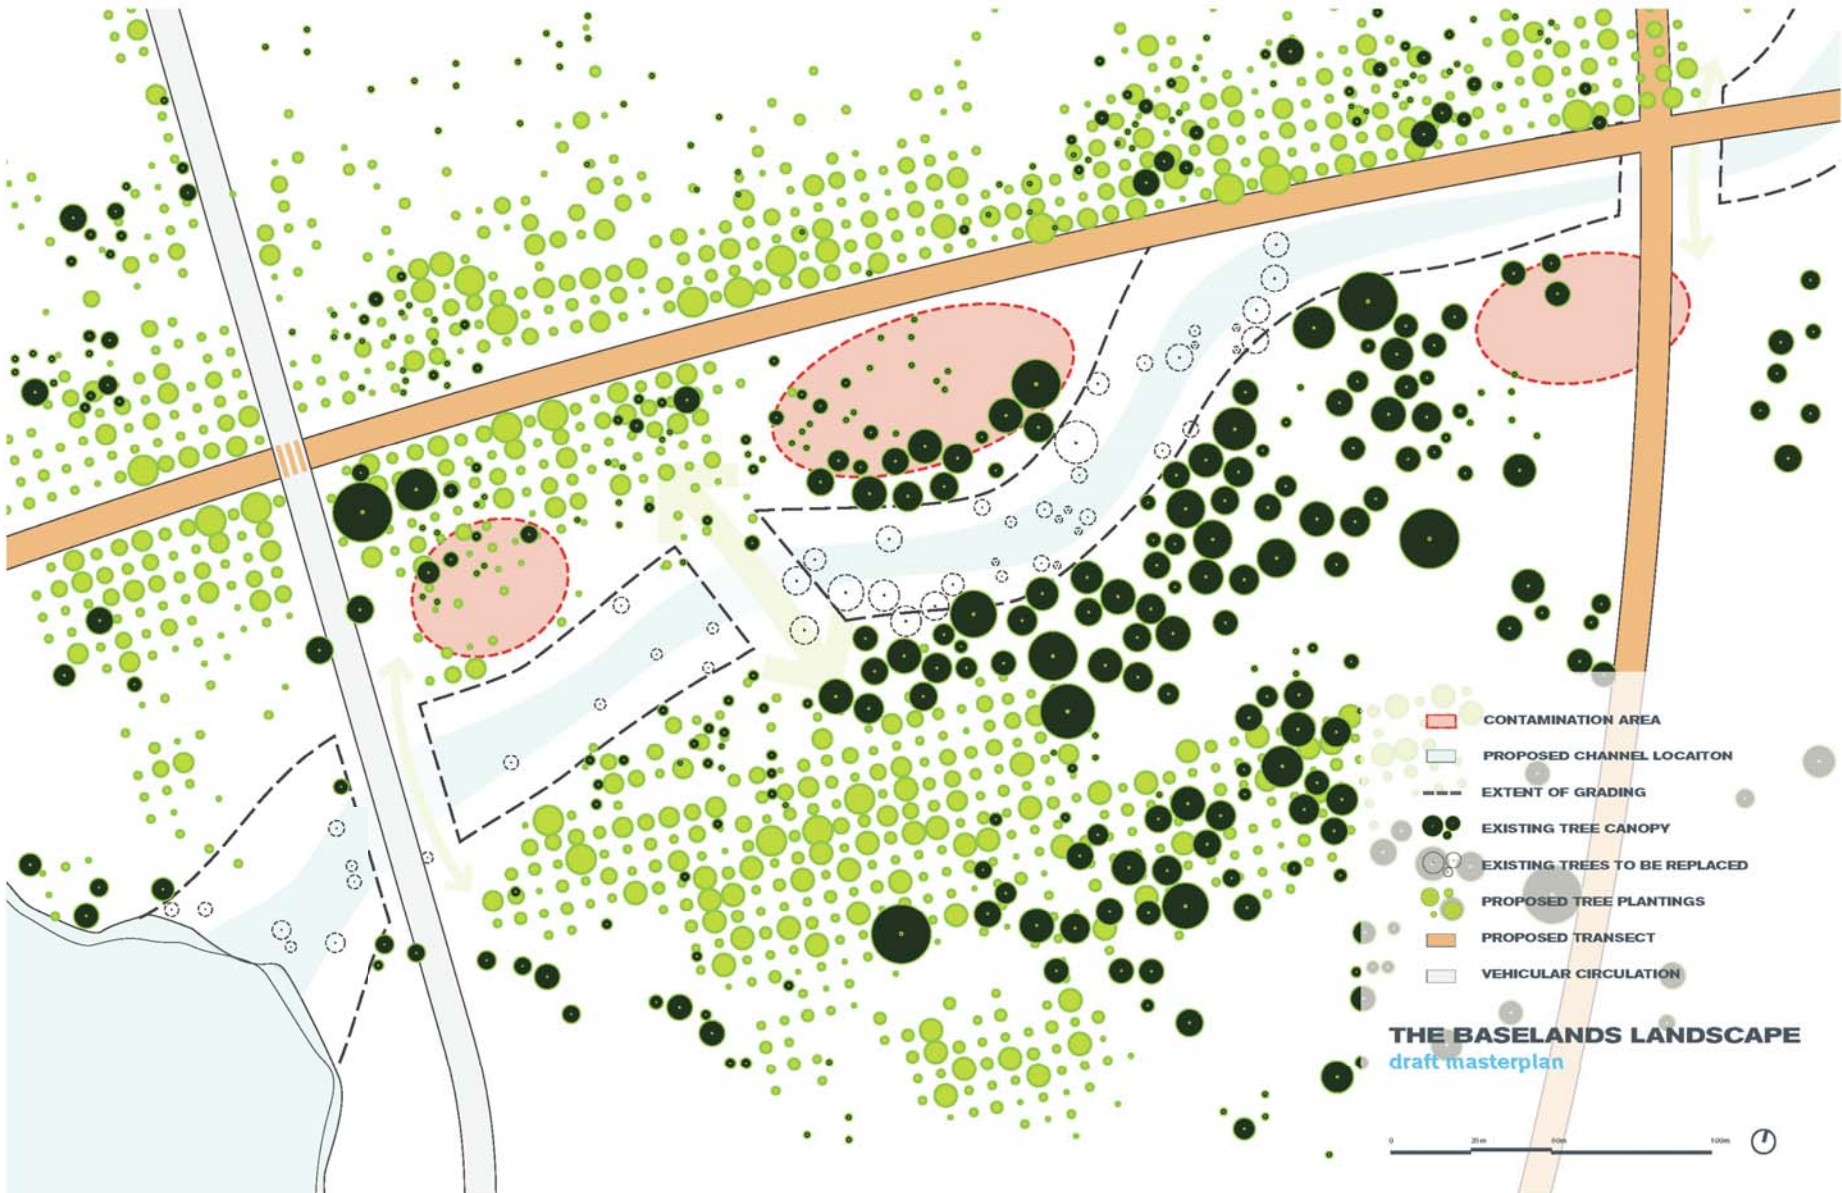 CONTAMINATION AREA
PROPOSED CHANNEL LOCAITON
EXTENT OF GRADING
EXISTING TREE CANOPY
EXISTING TREES TO BE REPLACED
PROPOSED TREE PLANTINGS
PROPOSED TRANSECT
VEHICULAR CIRCULATION
THE BASELANDS LANDSCAPE
draft masterplan
0 100m